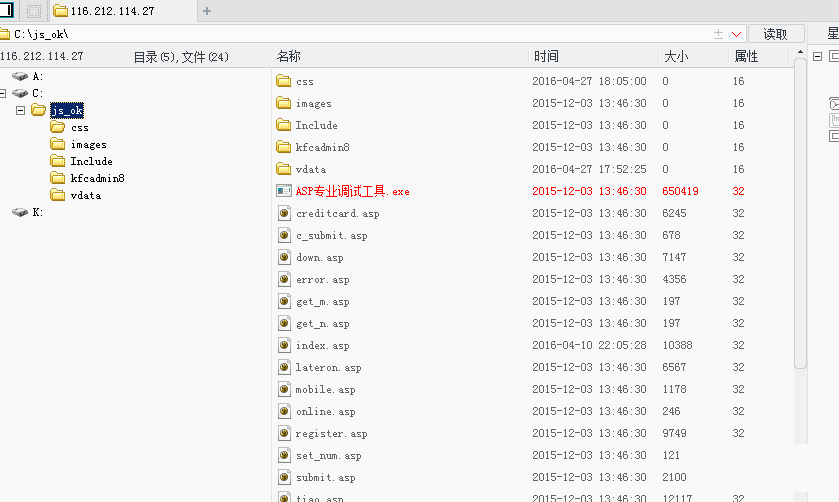 116.212.114.27
C:\js_ok\ 读取 星
116.212.114.27 目录(5),文件(24) 名称 时间 大小 属性
A:
C:
js_ok
css
images
Include
kfcadmin8
vdata
K:
css 2016-04-27 18:05:00 0 16
images 2015-12-03 13:46:30 0 16
Include 2015-12-03 13:46:30 0 16
kfcadmin8 2015-12-03 13:46:30 0 16
vdata 2016-04-27 17:52:25 0 16
ASP专业调试工具.exe 2015-12-03 13:46:30 650419 32
creditcard.asp 2015-12-03 13:46:30 6245 32
c_submit.asp 2015-12-03 13:46:30 678 32
down.asp 2015-12-03 13:46:30 7147 32
error.asp 2015-12-03 13:46:30 4356 32
get_m.asp 2015-12-03 13:46:30 197 32
get_n.asp 2015-12-03 13:46:30 197 32
index.asp 2016-04-10 22:05:28 10388 32
lateron.asp 2015-12-03 13:46:30 6567 32
mobile.asp 2015-12-03 13:46:30 1178 32
online.asp 2015-12-03 13:46:30 246 32
register.asp 2015-12-03 13:46:30 9749 32
set_num.asp 2015-12-03 13:46:30 121
submit.asp 2015-12-03 13:46:30 2100
tiao.asp 2015-12-03 13:46:30 12117 32